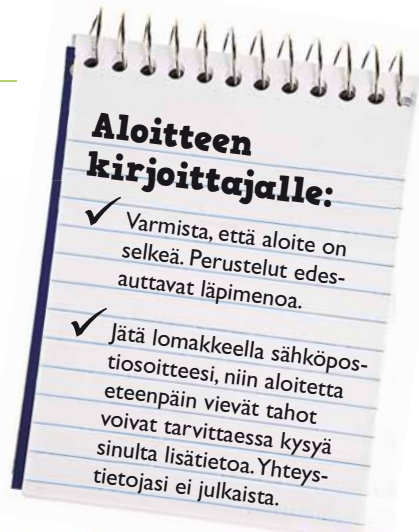 Aloitteen
kirjoittajalle:
✓ Varmista, että aloite on
selkeä. Perustelut edes-
auttavat läpimenoa.
✓ Jätä lomakkeella sähköpos-
tiosoitteesi, niin aloitetta
eteenpäin vievät tahot
voivat tarvittaessa kysyä
sinulta lisätietoa. Yhteys-
tietojasi ei julkaista.